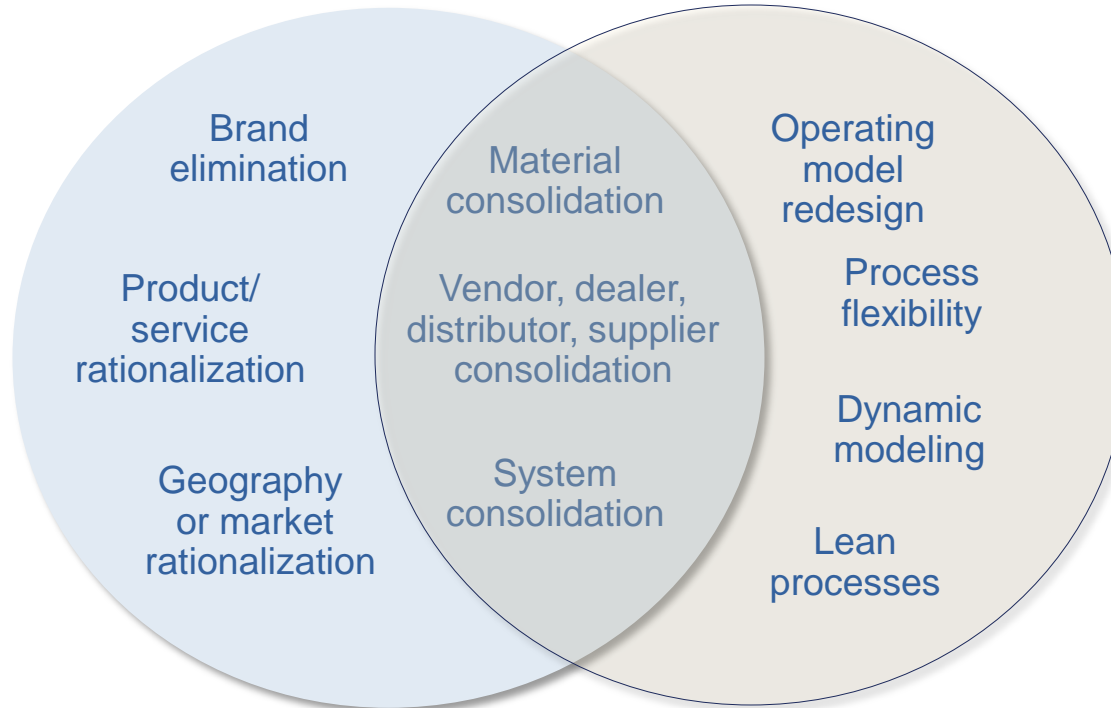 Brand
elimination
Product/
service
rationalization
Geography
or market
rationalization
Material
consolidation
Vendor, dealer,
distributor, supplier
consolidation
System
consolidation
Operating
model
redesign
Process
flexibility
Dynamic
modeling
Lean
processes